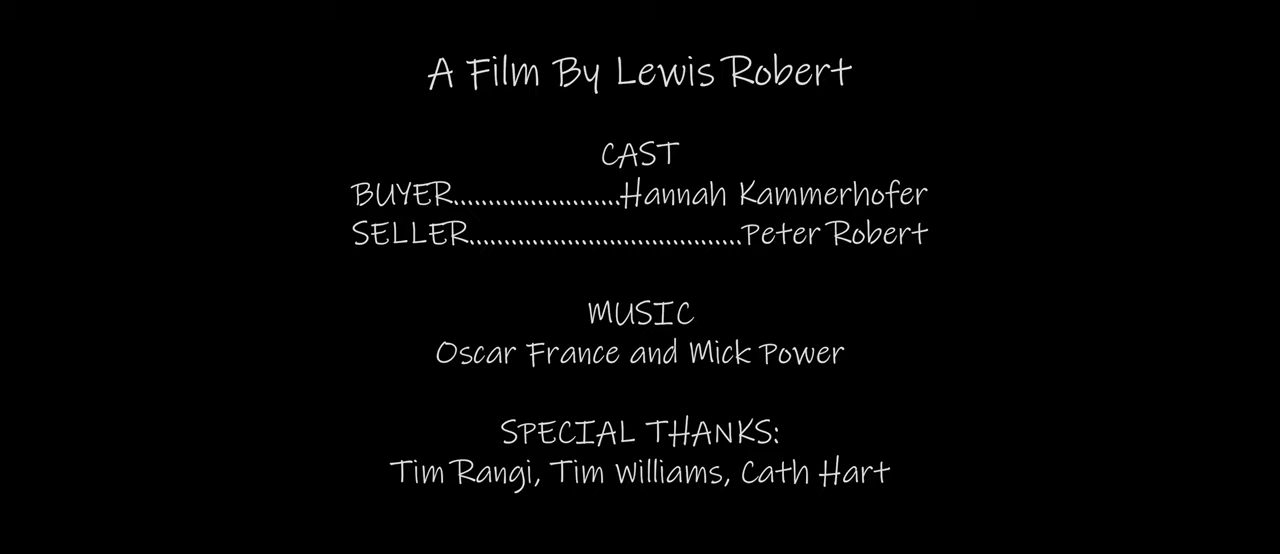 A Film By Lewis Robert
CAST
BUYER........................Hannah Kammerhofer
SELLER.......................................Peter Robert
MUSIC
Oscar France and Mick Power
SPECIAL THANKS:
Tim Rangi, Tim Williams, Cath Hart